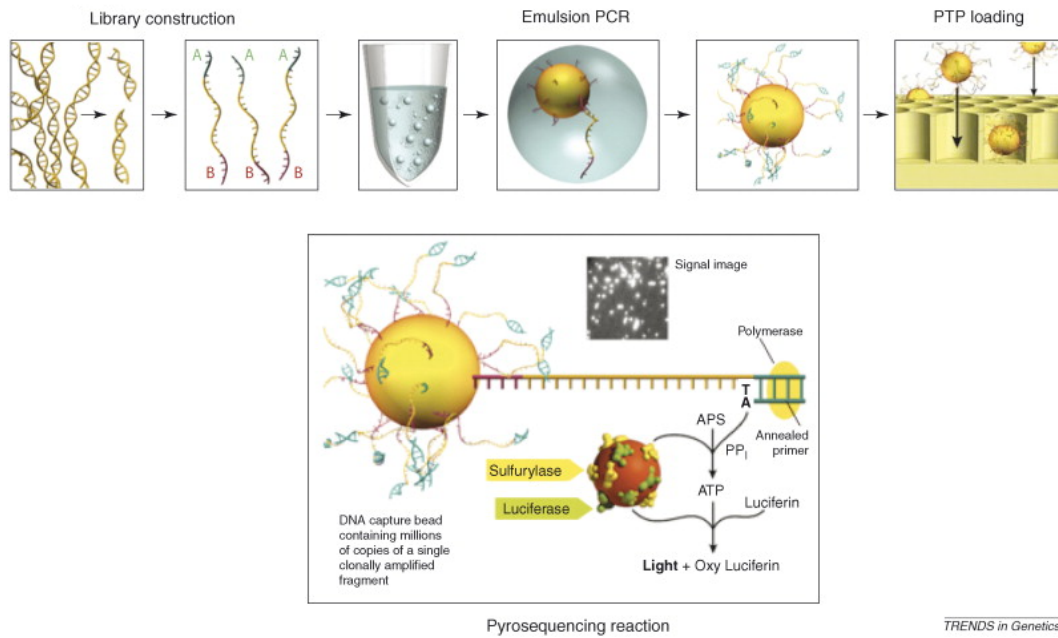 Library construction
Emulsion PCR
PTP loading
A A A
B B B
Signal image
Polymerase
T
A
APS
Annealed
primer
PPI
Sulfurylase
ATP
Luciferin
Luciferase
DNA capture bead
containing millions
of copies of a single
clonally amplified
fragment
Light + Oxy Luciferin
Pyrosequencing reaction
TRENDS in Genetics